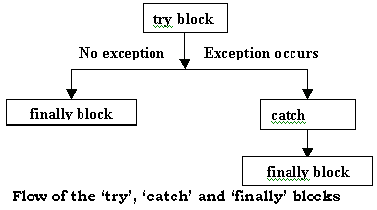 try block
No exception Exception occurs
finally block
catch
finally block
Flow of the ‘try’, ‘catch’ and ‘finally’ blocks